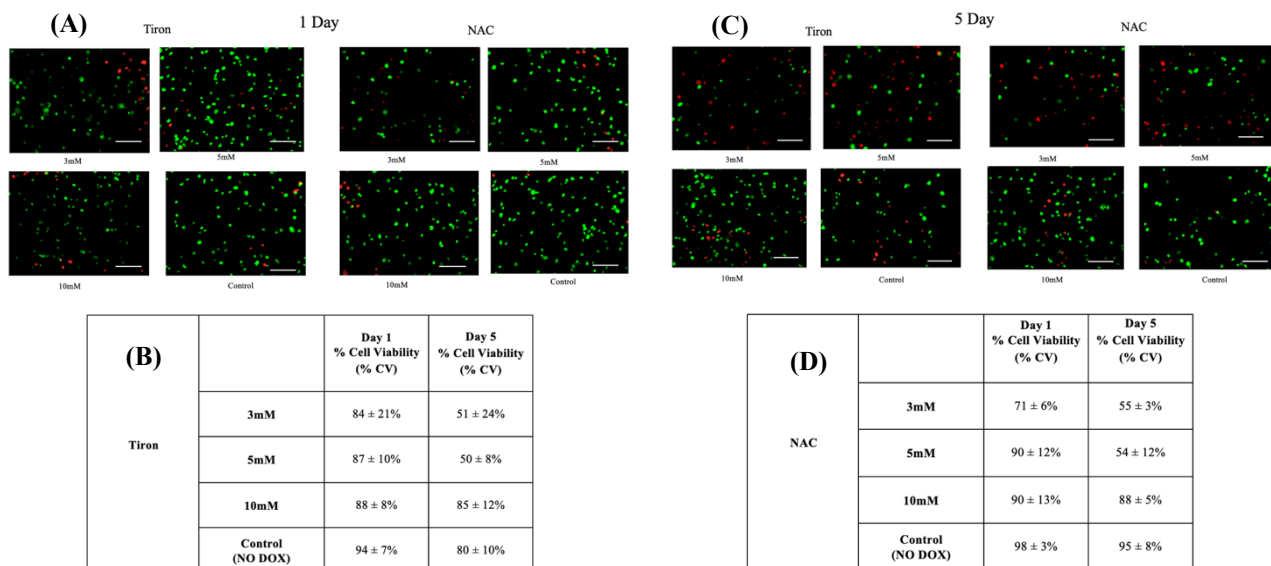 (A)
1 Day
Tiron
NAC
3mM
5mM
3mM
5mM
10mM
Control
10mM
Control
(B)
Tiron
Day 1
% Cell Viability
(% CV)
Day 5
% Cell Viability
(% CV)
3mM
84 ± 21%
51 ± 24%
5mM
87 ± 10%
50 ± 8%
10mM
88 ± 8%
85 ± 12%
Control
(NO DOX)
94 ± 7%
80 ± 10%
(C)
5 Day
Tiron
NAC
3mM
5mM
3mM
5mM
10mM
Control
10mM
Control
(D)
NAC
Day 1
% Cell Viability
(% CV)
Day 5
% Cell Viability
(% CV)
3mM
71 ± 6%
55 ± 3%
5mM
90 ± 12%
54 ± 12%
10mM
90 ± 13%
88 ± 5%
Control
(NO DOX)
98 ± 3%
95 ± 8%